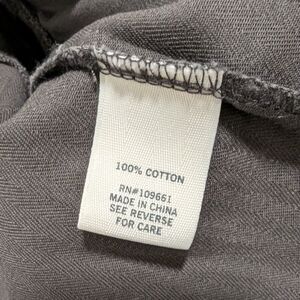 100% COTTON
RN#109661
MADE IN CHINA
SEE REVERSE
FOR CARE